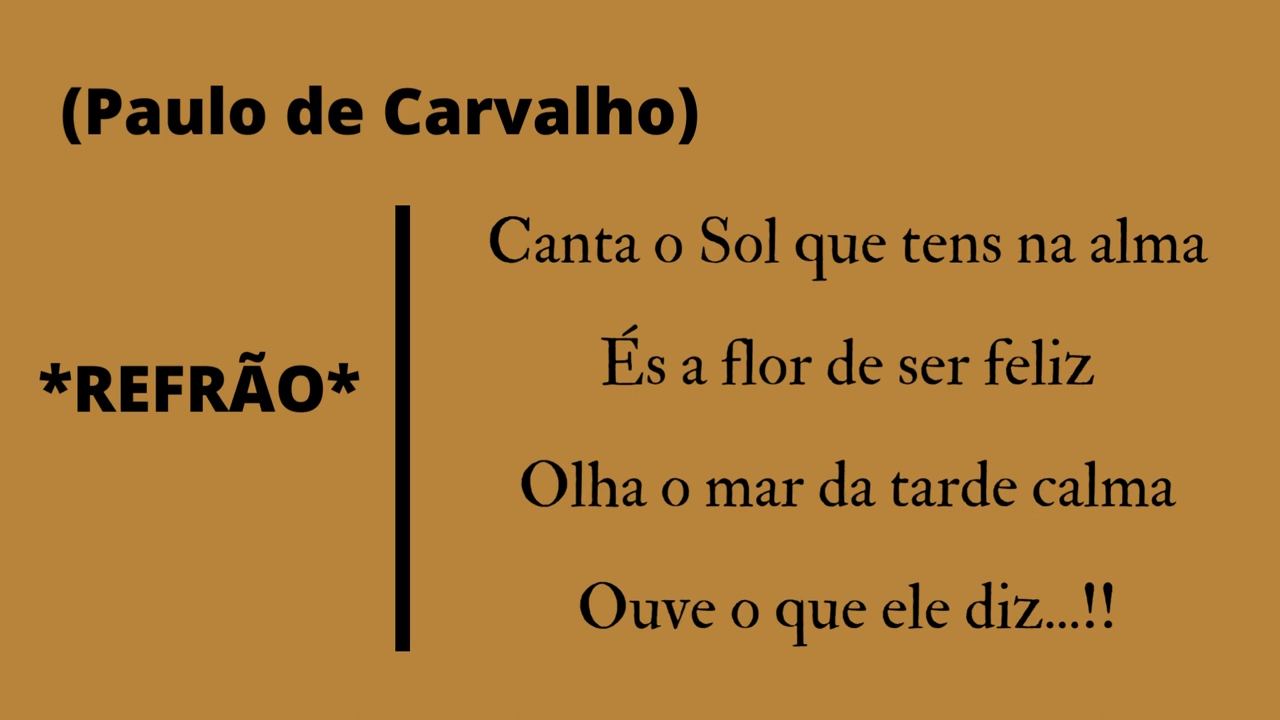 (Paulo de Carvalho)
*REFRÃO*
Canta o Sol que tens na alma
És a flor de ser feliz
Olha o mar da tarde calma
Ouve o que ele diz...!!